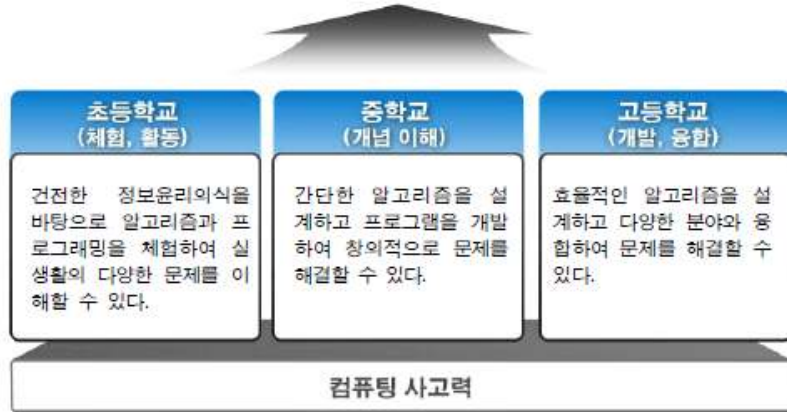 초등학교
(체험, 활동)
건전한 정보윤리의식을
바탕으로 알고리즘과 프
로그래밍을 체험하여 실
생활의 다양한 문제를 이
해할 수 있다.
중학교
(개념 이해)
간단한 알고리즘을 설
계하고 프로그램을 개발
하여 창의적으로 문제를
해결할 수 있다.
고등학교
(개발, 융합)
효율적인 알고리즘을 설
계하고 다양한 분야와 융
합하여 문제를 해결할 수
있다.
컴퓨팅 사고력